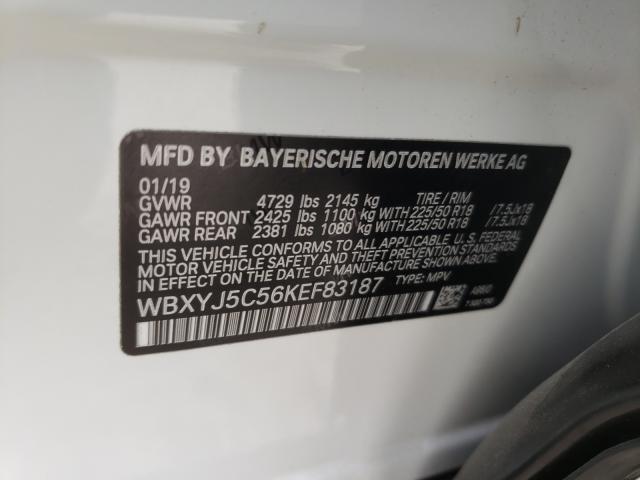 MFD BY BAYERISCHE MOTOREN WERKE AG
01/19
GVWR 4729 lbs 2145 kg TIRE / RIM
GAWR FRONT 2425 lbs 1100 kg WITH 225/50 R18 /7.5Jx18
GAWR REAR 2381 lbs 1080 kg WITH 225/50 R18 /7.5Jx18
THIS VEHICLE CONFORMS TO ALL APPLICABLE U.S. FEDERAL
MOTOR VEHICLE SAFETY, BUMPER, AND THEFT PREVENTION STANDARDS
IN EFFECT ON THE DATE OF MANUFACTURE SHOWN ABOVE.
WBXYJ5C56KEF83187 TYPE: MPV